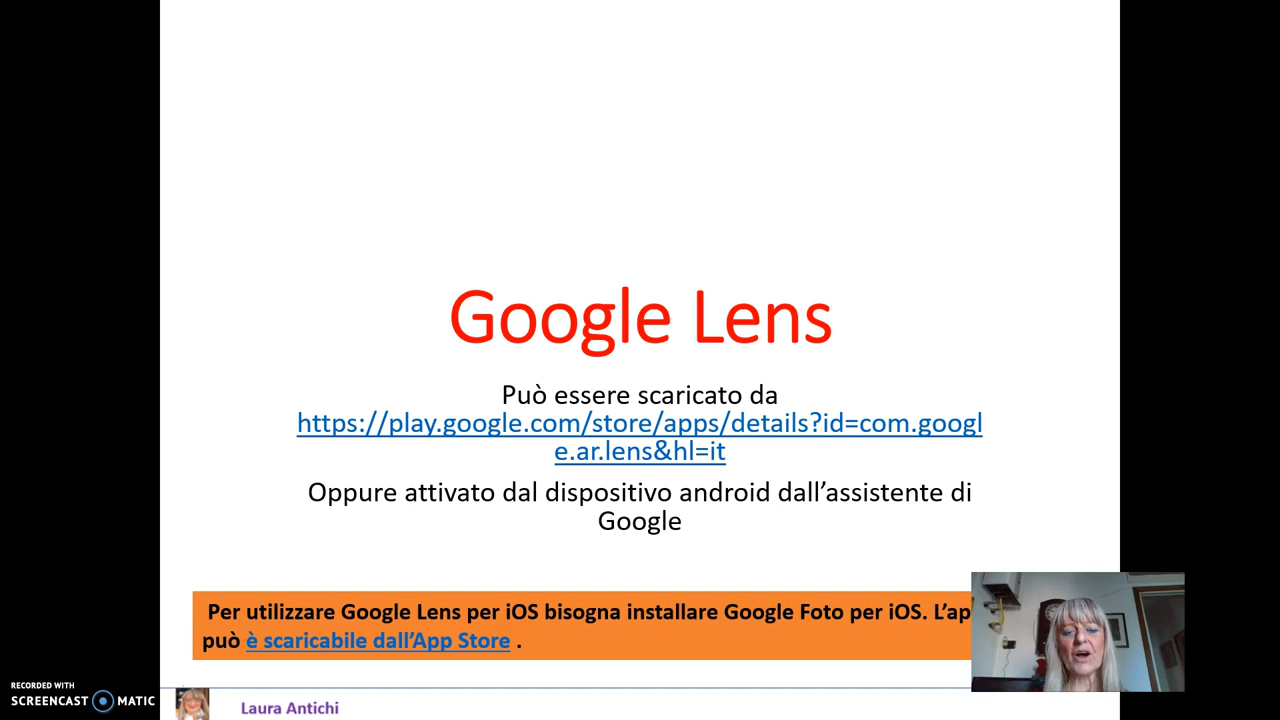 Google Lens
Può essere scaricato da
https://play.google.com/store/apps/details?id=com.googl
e.ar.lens&hl=it
Oppure attivato dal dispositivo android dall’assistente di
Google
Per utilizzare Google Lens per iOS bisogna installare Google Foto per iOS. L’ap
può è scaricabile dall’App Store .
RECORDED WITH
SCREENCAST MATIC
Laura Antichi